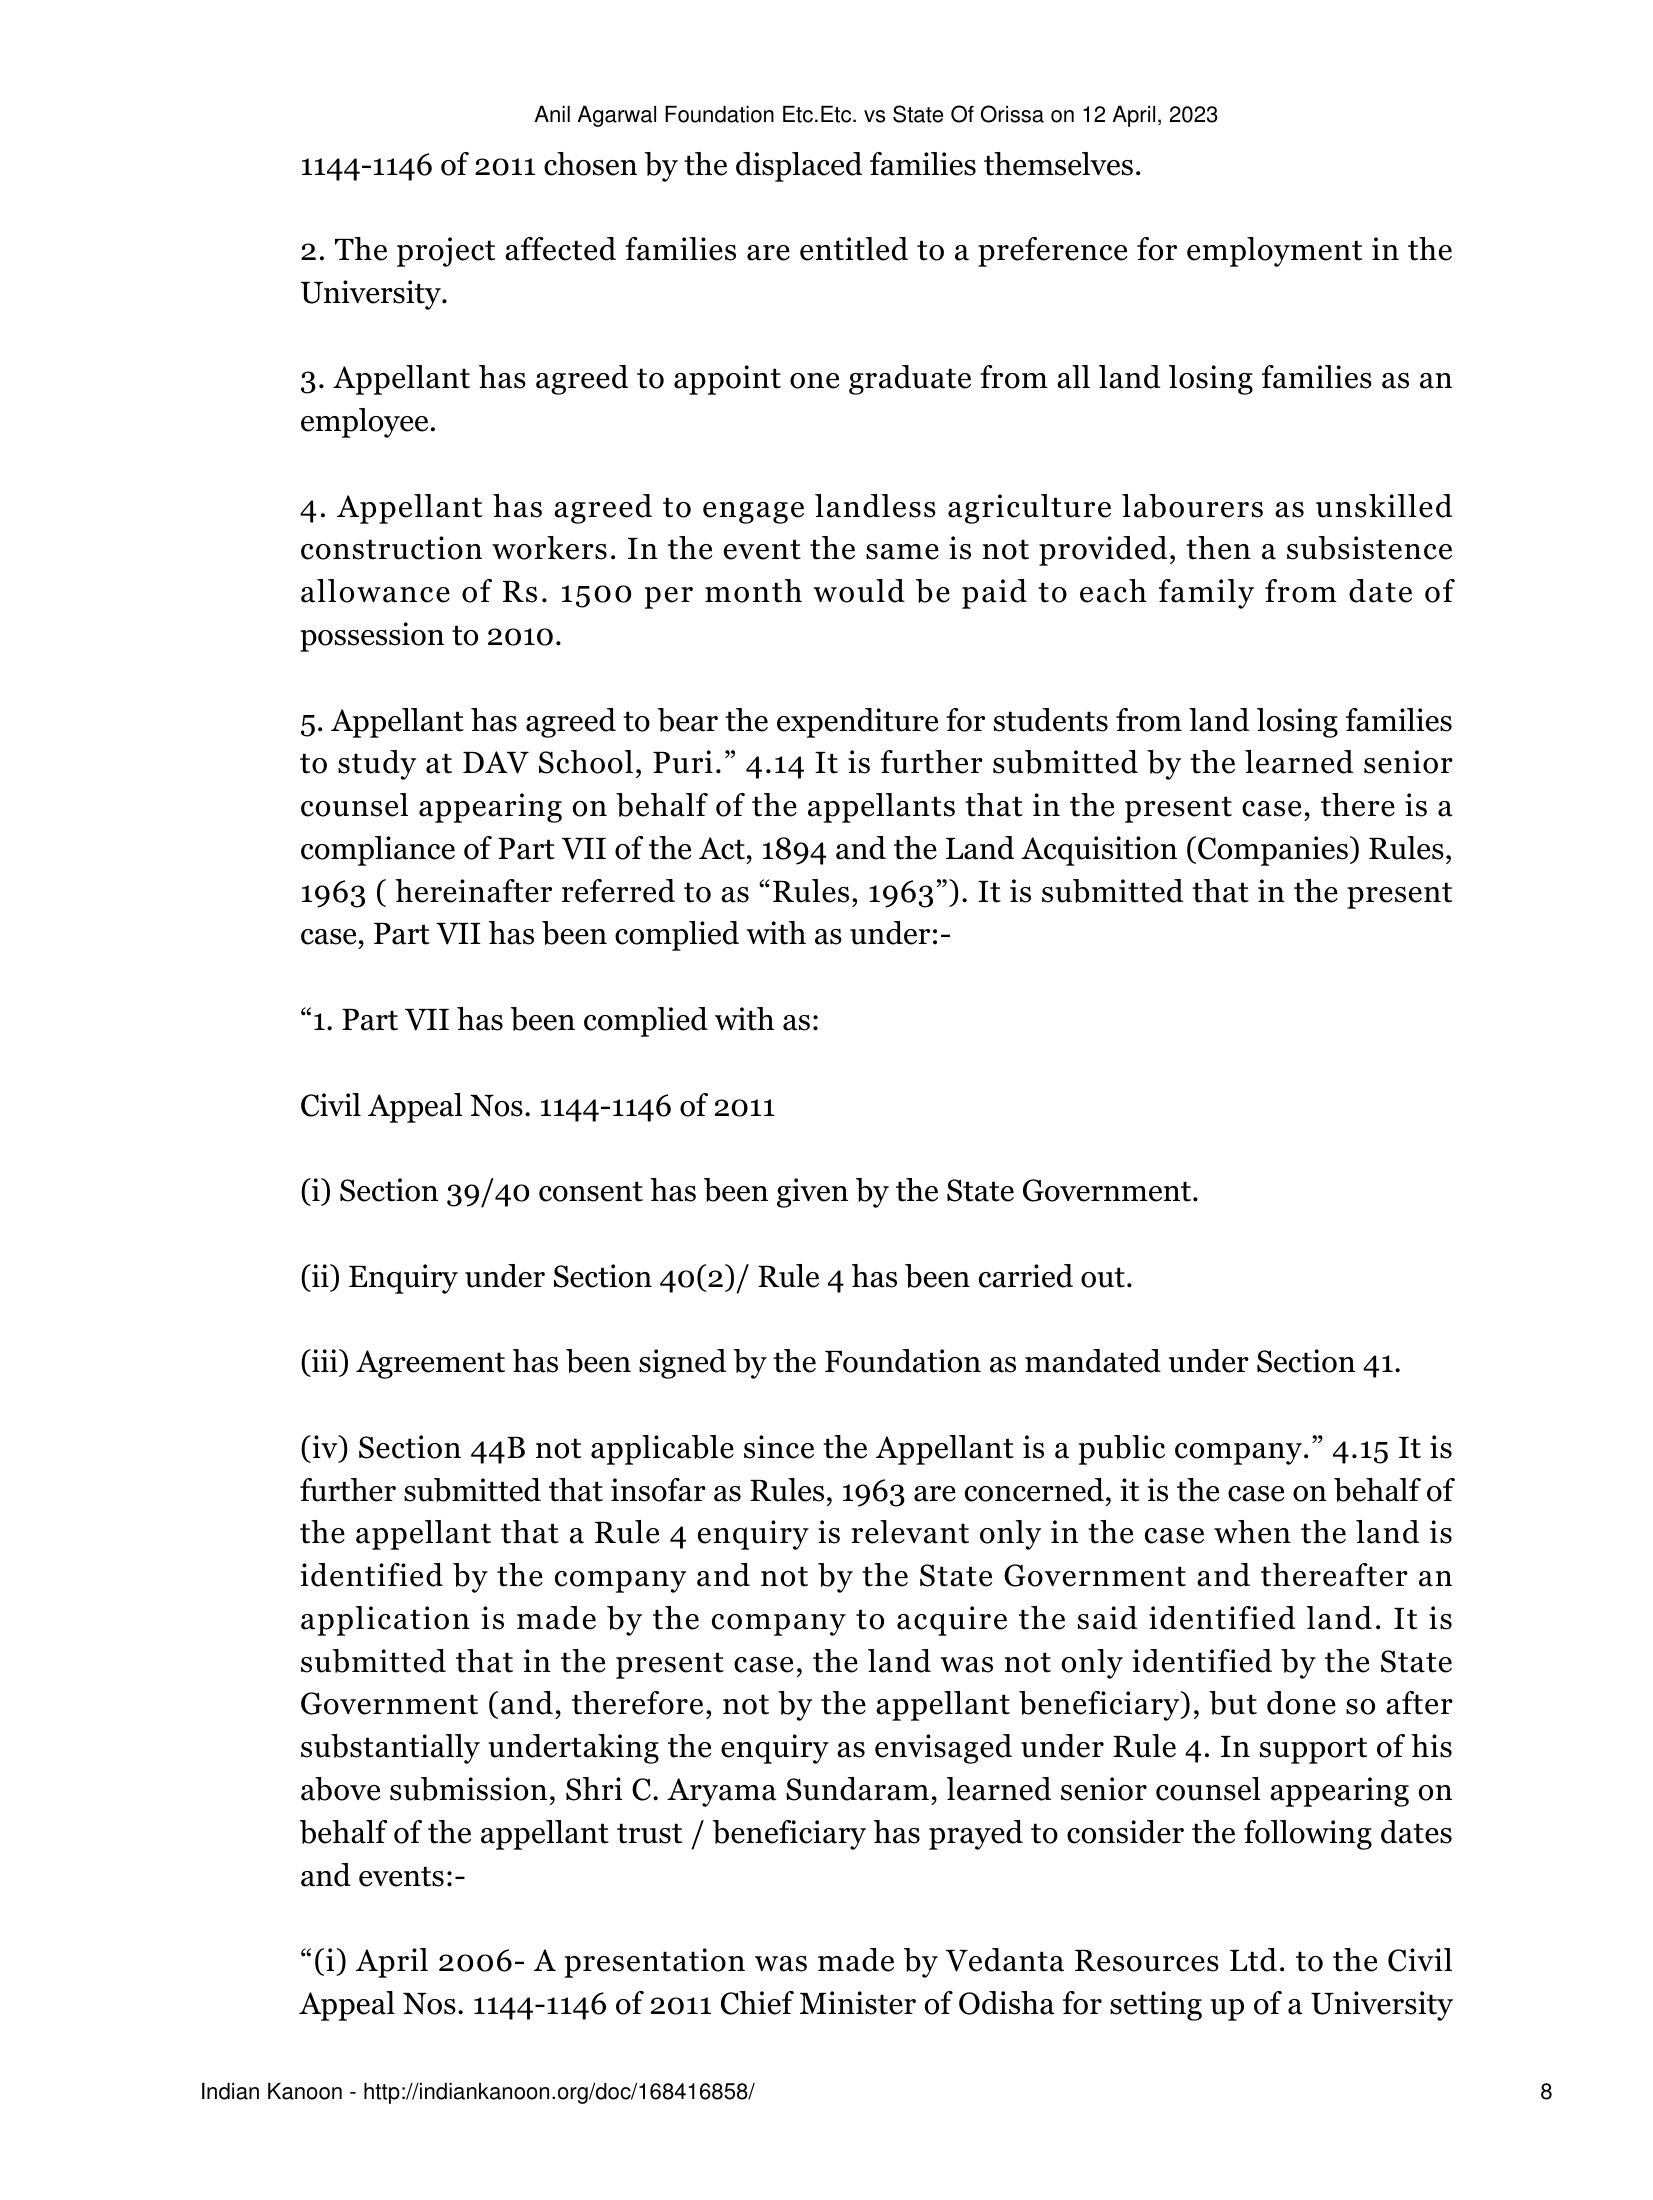 Anil Agarwal Foundation Etc.Etc. vs State Of Orissa on 12 April, 2023
1144-1146 of 2011 chosen by the displaced families themselves.
2. The project affected families are entitled to a preference for employment in the
University.
3. Appellant has agreed to appoint one graduate from all land losing families as an
employee.
4. Appellant has agreed to engage landless agriculture labourers as unskilled
construction workers. In the event the same is not provided, then a subsistence
allowance of Rs. 1500 per month would be paid to each family from date of
possession to 2010.
5. Appellant has agreed to bear the expenditure for students from land losing families
to study at DAV School, Puri.” 4.14 It is further submitted by the learned senior
counsel appearing on behalf of the appellants that in the present case, there is a
compliance of Part VII of the Act, 1894 and the Land Acquisition (Companies) Rules,
1963 ( hereinafter referred to as “Rules, 1963”). It is submitted that in the present
case, Part VII has been complied with as under:-
“1. Part VII has been complied with as:
Civil Appeal Nos. 1144-1146 of 2011
(i) Section 39/40 consent has been given by the State Government.
(ii) Enquiry under Section 40(2)/ Rule 4 has been carried out.
(iii) Agreement has been signed by the Foundation as mandated under Section 41.
(iv) Section 44B not applicable since the Appellant is a public company.” 4.15 It is
further submitted that insofar as Rules, 1963 are concerned, it is the case on behalf of
the appellant that a Rule 4 enquiry is relevant only in the case when the land is
identified by the company and not by the State Government and thereafter an
application is made by the company to acquire the said identified land. It is
submitted that in the present case, the land was not only identified by the State
Government (and, therefore, not by the appellant beneficiary), but done so after
substantially undertaking the enquiry as envisaged under Rule 4. In support of his
above submission, Shri C. Aryama Sundaram, learned senior counsel appearing on
behalf of the appellant trust / beneficiary has prayed to consider the following dates
and events:-
“(i) April 2006- A presentation was made by Vedanta Resources Ltd. to the Civil
Appeal Nos. 1144-1146 of 2011 Chief Minister of Odisha for setting up of a University
Indian Kanoon - http://indiankanoon.org/doc/168416858/ 8